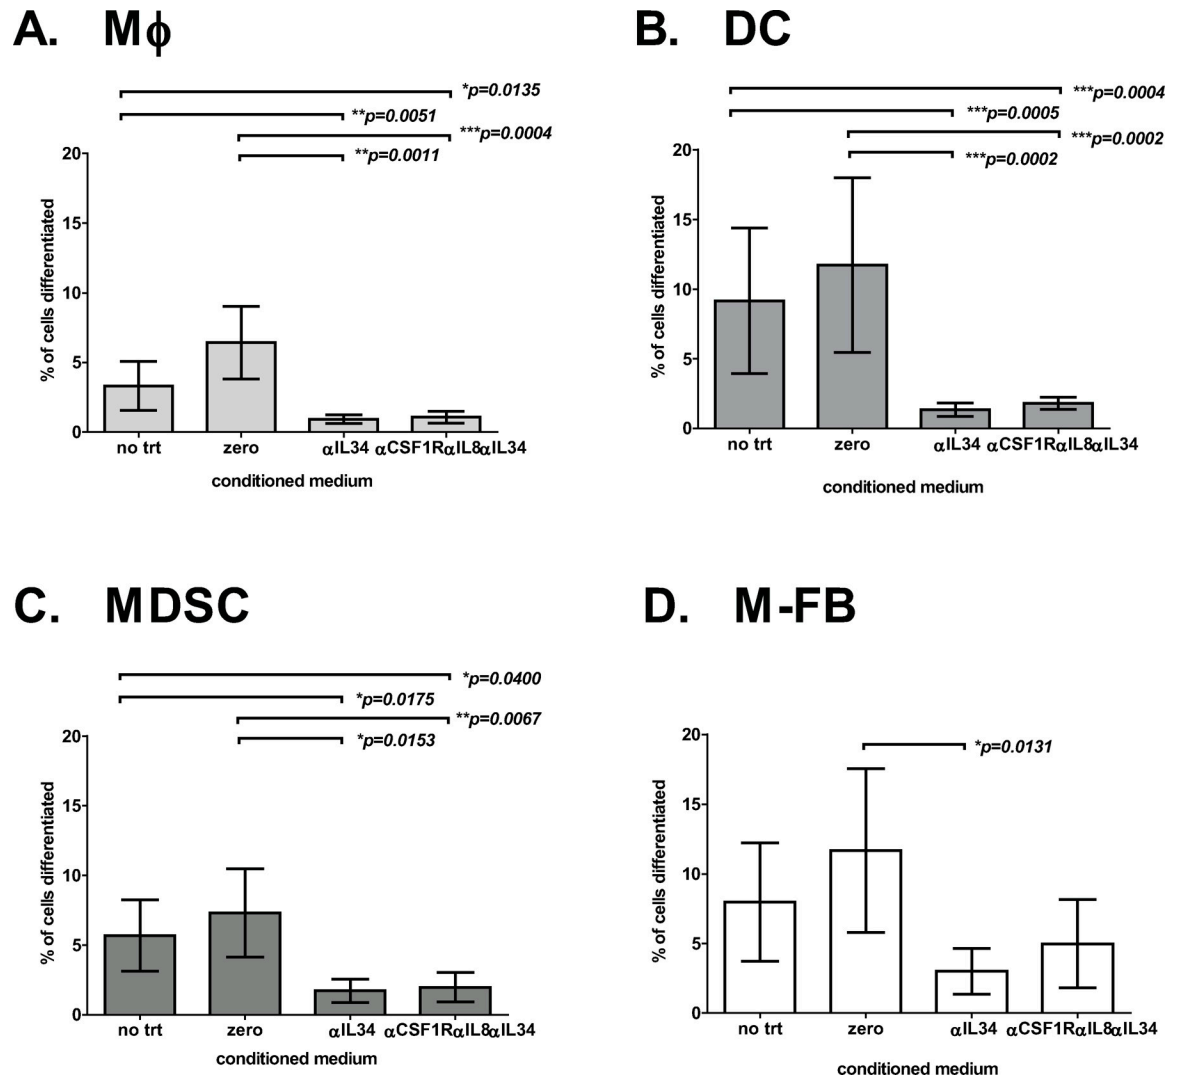 A. Mϕ
*p=0.0135
**p=0.0051
***p=0.0004
**p=0.0011
20
15
10
5
0
% of cells differentiated
no trt zero αIL34 αCSF1RαIL8αIL34
conditioned medium
B. DC
***p=0.0004
***p=0.0005
***p=0.0002
***p=0.0002
20
15
10
5
0
% of cells differentiated
no trt zero αIL34 αCSF1RαIL8αIL34
conditioned medium
C. MDSC
*p=0.0400
*p=0.0175
**p=0.0067
*p=0.0153
20
15
10
5
0
% of cells differentiated
no trt zero αIL34 αCSF1RαIL8αIL34
conditioned medium
D. M-FB
*p=0.0131
20
15
10
5
0
% of cells differentiated
no trt zero αIL34 αCSF1RαIL8αIL34
conditioned medium